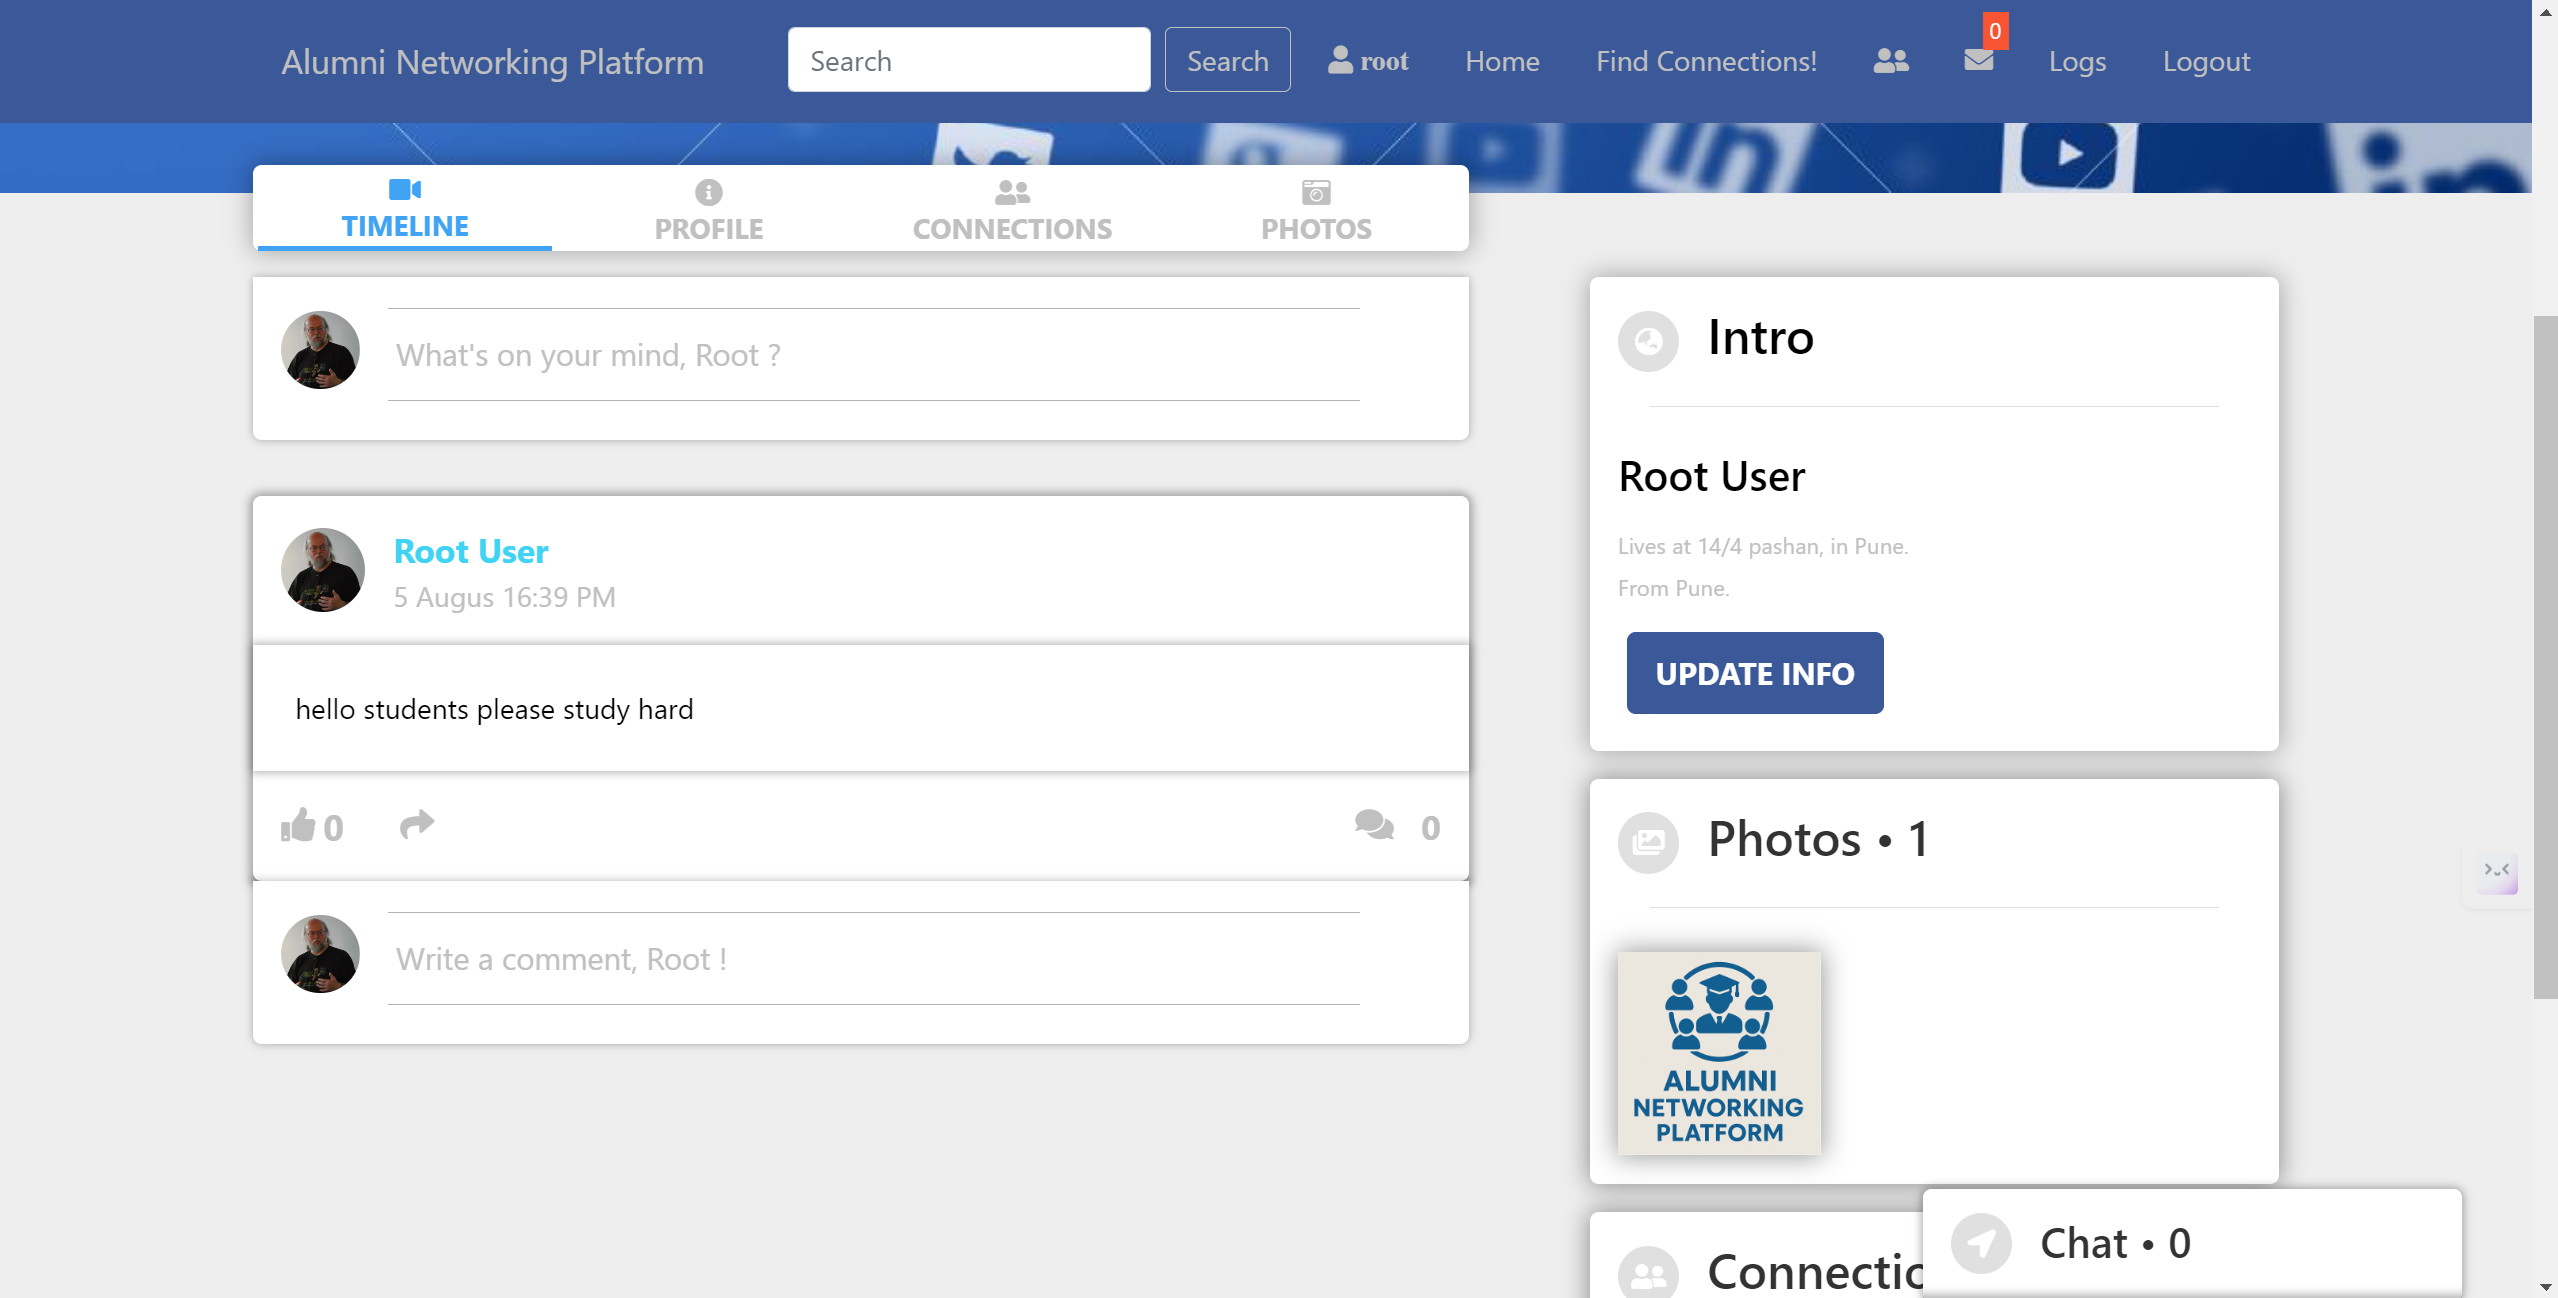 Alumni Networking Platform
Search
Search
root
Home
Find Connections!
0
Logs
Logout
TIMELINE
PROFILE
CONNECTIONS
PHOTOS
What's on your mind, Root ?
Root User
5 Augus 16:39 PM
hello students please study hard
0
0
Write a comment, Root !
Intro
Root User
Lives at 14/4 pashan, in Pune.
From Pune.
UPDATE INFO
Photos • 1
ALUMNI
NETWORKING
PLATFORM
Chat • 0